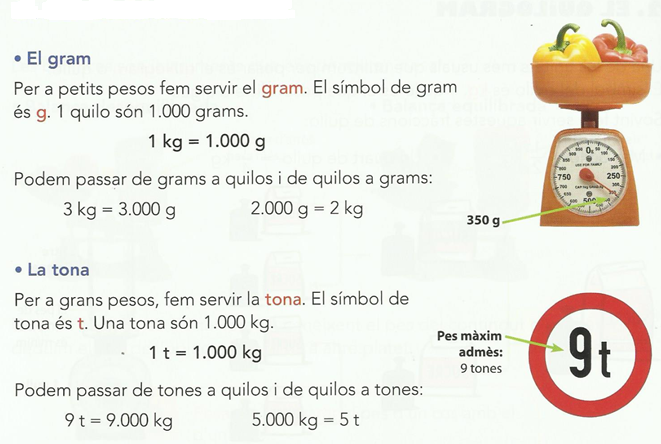 • El gram
Per a petits pesos fem servir el gram. El símbol de gram
és g. 1 quilo són 1.000 grams.
1 kg = 1.000 g
Podem passar de grams a quilos i de quilos a grams:
3 kg = 3.000 g 2.000 g = 2 kg
350 g
• La tona
Per a grans pesos, fem servir la tona. El símbol de
tona és t. Una tona són 1.000 kg.
1 t = 1.000 kg
Podem passar de tones a quilos i de quilos a tones:
9 t = 9.000 kg 5.000 kg = 5 t
Pes màxim
admès:
9 tones
9 t